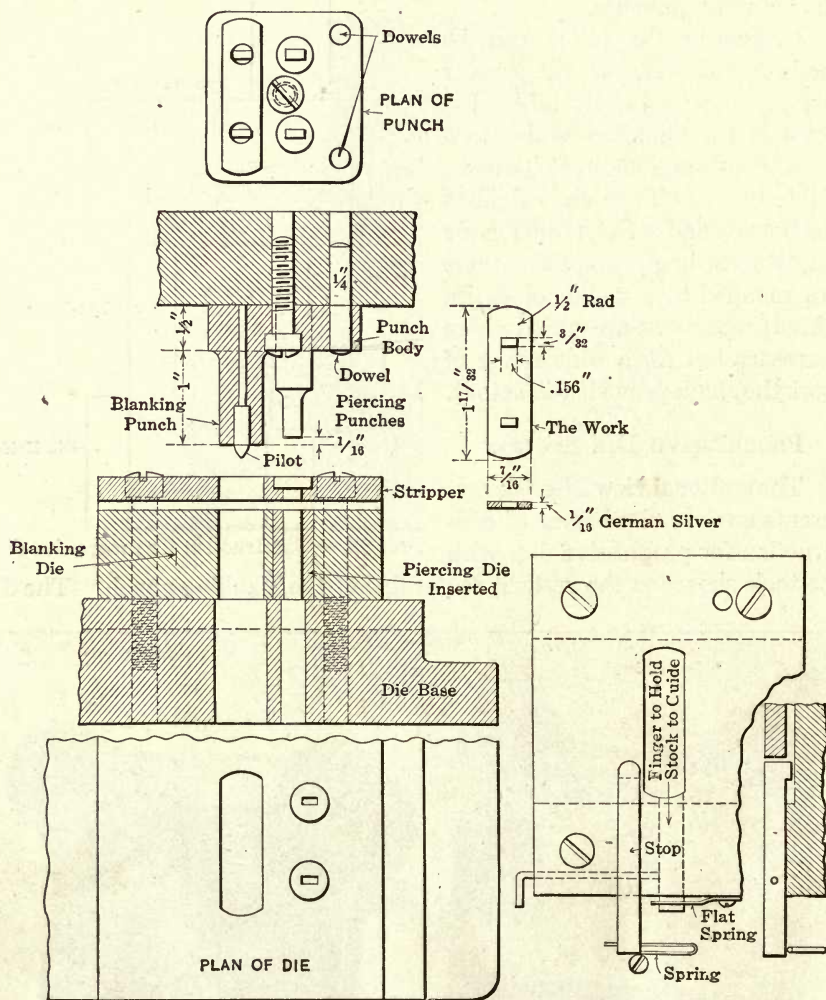 Dowels
PLAN OF
PUNCH
1/4"
1/2"
1"
Punch
Body
Dowel
Blanking
Punch
Piercing
Punches
1/16"
Pilot
1/2" Rad
3/32"
.156"
1 17/32"
The Work
7/16"
1/16" German Silver
Stripper
Blanking
Die
Piercing Die
Inserted
Die Base
Finger to Hold
Stock to Guide
Stop
Flat
Spring
Spring
PLAN OF DIE